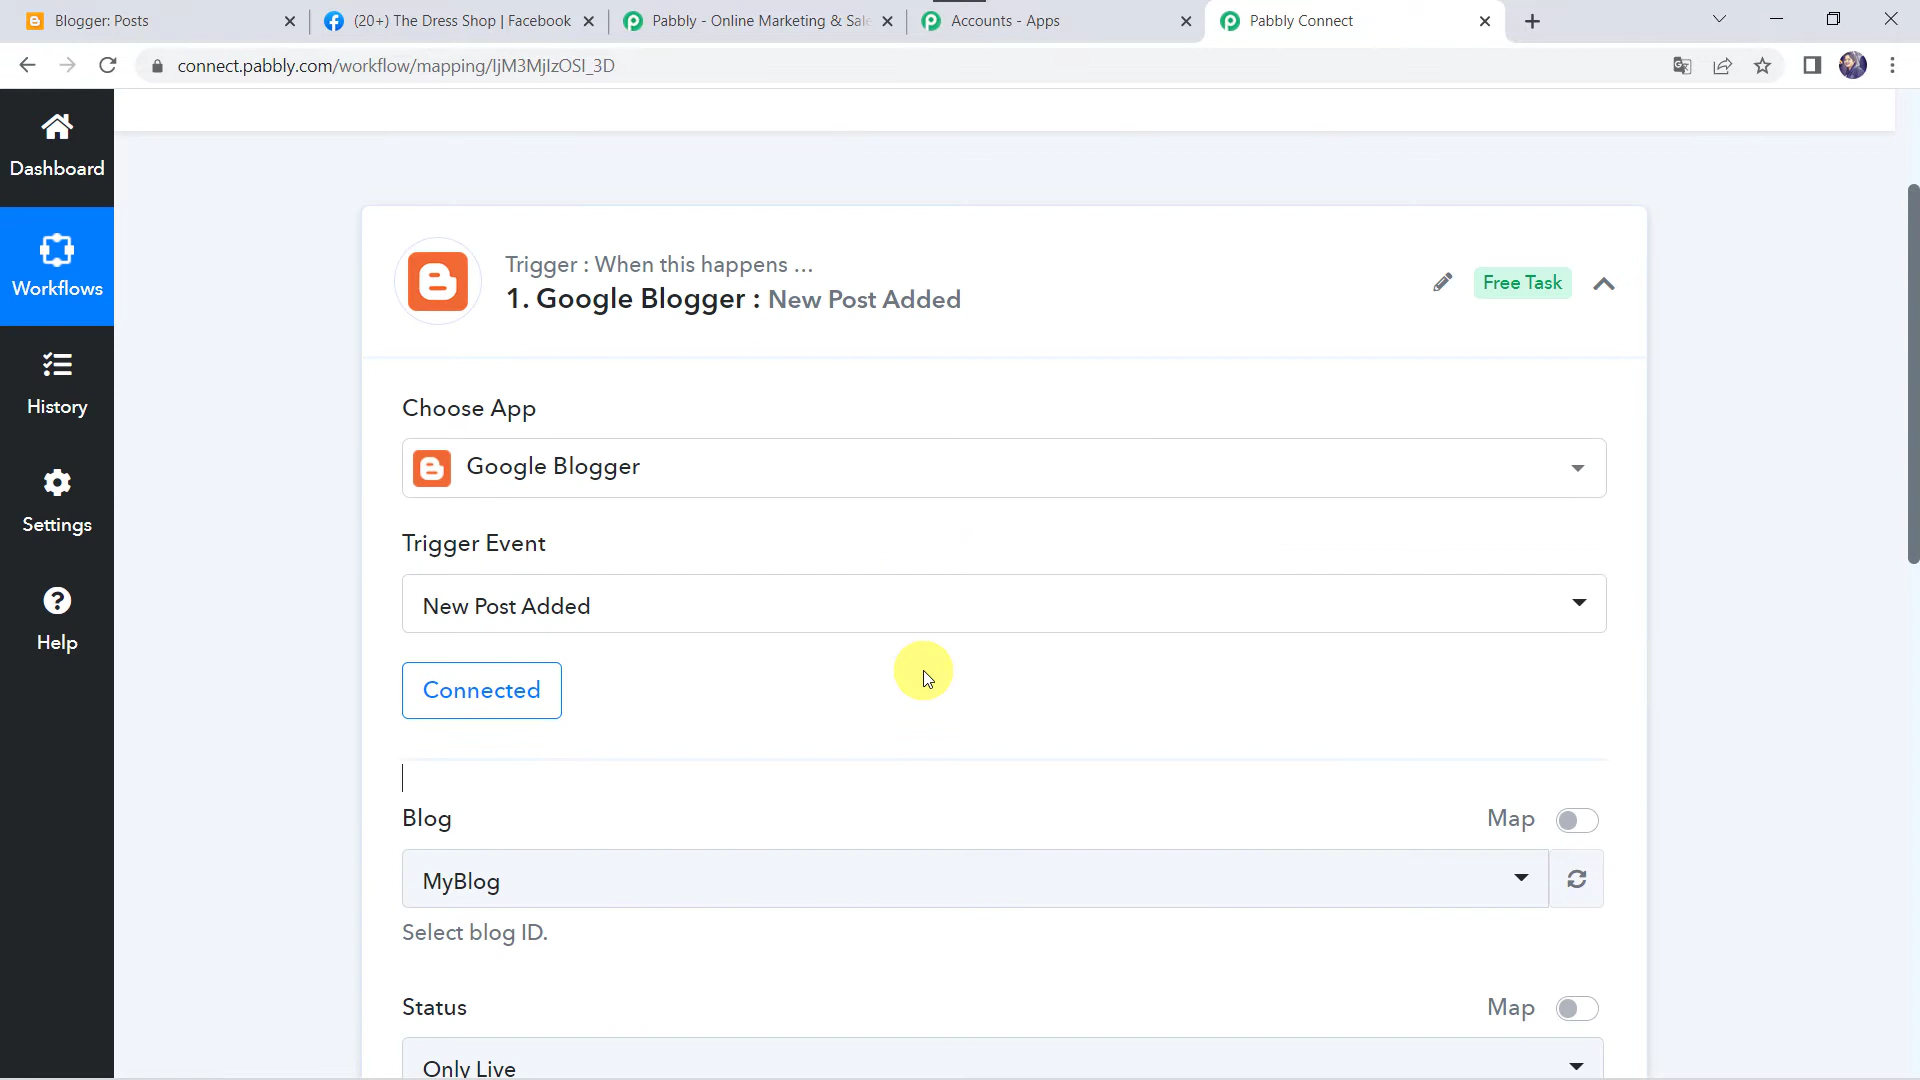 Blogger: Posts
(20+) The Dress Shop | Facebook
Pabbly - Online Marketing & Sale
Accounts - Apps
Pabbly Connect
connect.pabbly.com/workflow/mapping/IjM3MjIzOSI_3D
Dashboard
Workflows
History
Settings
Help
Trigger : When this happens ...
1. Google Blogger : New Post Added
Free Task
Choose App
Google Blogger
Trigger Event
New Post Added
Connected
Blog
Map
MyBlog
Select blog ID.
Status
Map
Only Live